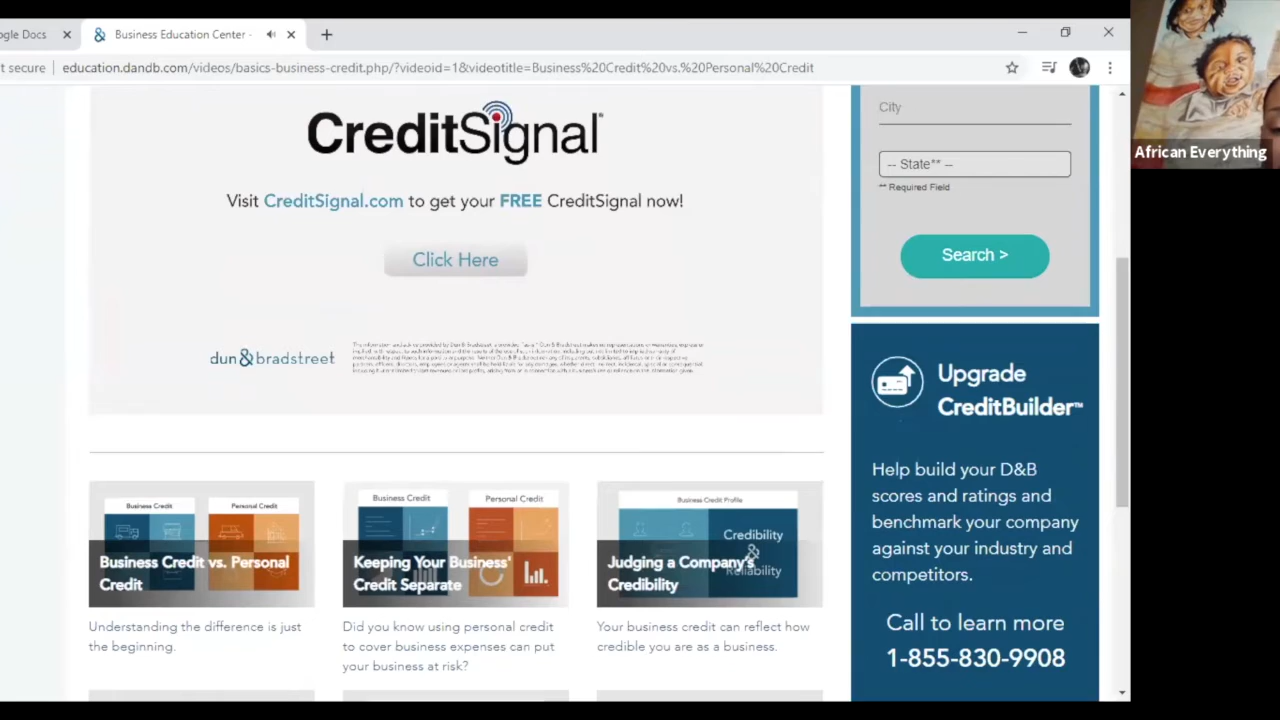 gle Docs
Business Education Center -
t secure
education.dandb.com/videos/basics-business-credit.php/?videoid=1&videotitle=Business%20Credit%20vs.%20Personal%20Credit
African Everything
CreditSignal®
Visit CreditSignal.com to get your FREE CreditSignal now!
Click Here
dun & bradstreet
City
-- State** --
** Required Field
Search >
Upgrade
CreditBuilder™
Help build your D&B
scores and ratings and
benchmark your company
against your industry and
competitors.
Call to learn more
1-855-830-9908
Business Credit
Personal Credit
Business Credit vs. Personal
Credit
Understanding the difference is just
the beginning.
Business Credit
Personal Credit
Keeping Your Business'
Credit Separate
Did you know using personal credit
to cover business expenses can put
your business at risk?
Business Credit Profile
Credibility
&
Reliability
Judging a Company's
Credibility
Your business credit can reflect how
credible you are as a business.